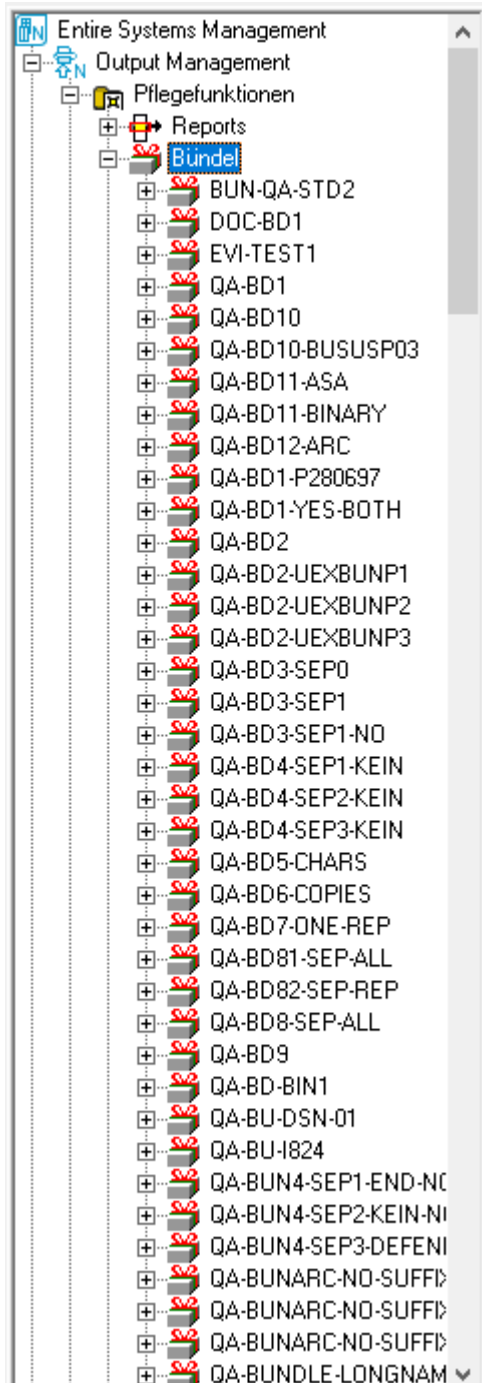 Entire Systems Management
Output Management
Pflegefunktionen
Reports
Bündel
BUN-QA-STD2
DOC-BD1
EVI-TEST1
QA-BD1
QA-BD10
QA-BD10-BUSUSP03
QA-BD11-ASA
QA-BD11-BINARY
QA-BD12-ARC
QA-BD1-P280697
QA-BD1-YES-BOTH
QA-BD2
QA-BD2-UEXBUNP1
QA-BD2-UEXBUNP2
QA-BD2-UEXBUNP3
QA-BD3-SEP0
QA-BD3-SEP1
QA-BD3-SEP1-NO
QA-BD4-SEP1-KEIN
QA-BD4-SEP2-KEIN
QA-BD4-SEP3-KEIN
QA-BD5-CHARS
QA-BD6-COPIES
QA-BD7-ONE-REP
QA-BD81-SEP-ALL
QA-BD82-SEP-REP
QA-BD8-SEP-ALL
QA-BD9
QA-BD-BIN1
QA-BU-DSN-01
QA-BU-I824
QA-BUN4-SEP1-END-NO
QA-BUN4-SEP2-KEIN-N
QA-BUN4-SEP3-DEFENI
QA-BUNARC-NO-SUFFIX
QA-BUNARC-NO-SUFFIX
QA-BUNARC-NO-SUFFIX
QA-BUNDLE-LONGNAM